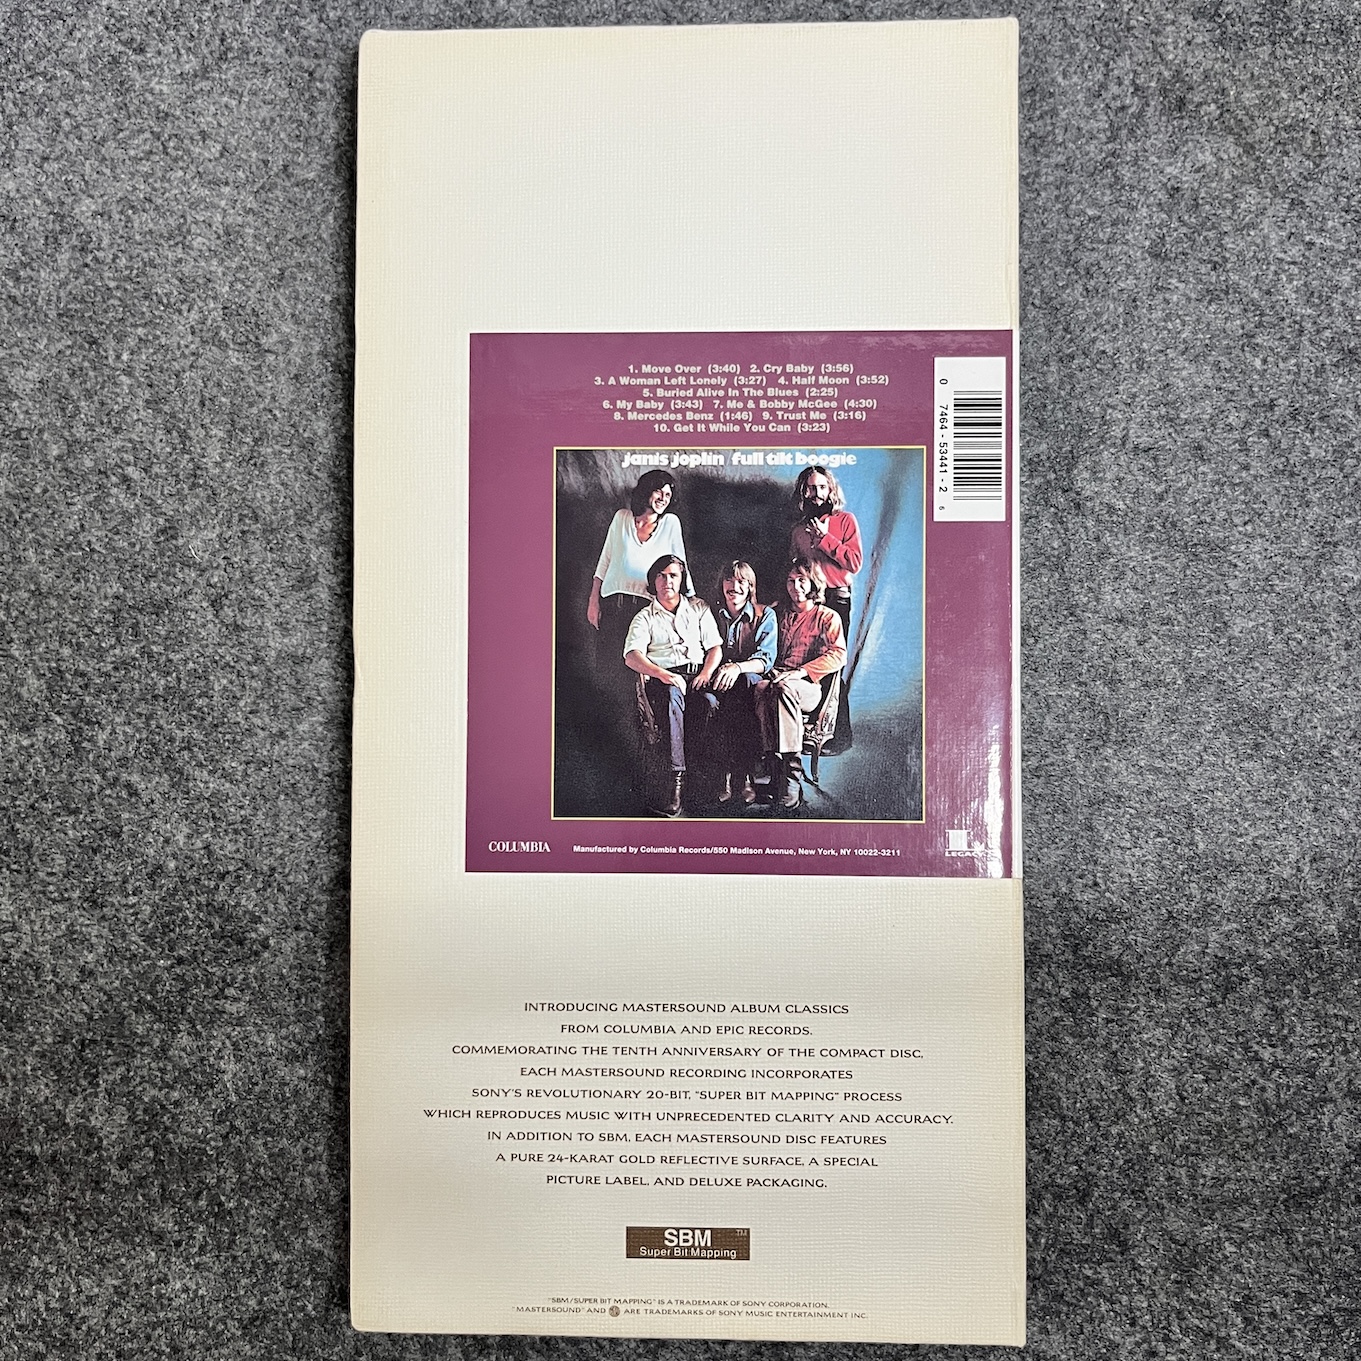 1. Move Over (3:40) 2. Cry Baby (3:56)
3. A Woman Left Lonely (3:27) 4. Half Moon (3:52)
5. Buried Alive In The Blues (2:25)
6. My Baby (3:43) 7. Me & Bobby McGee (4:30)
8. Mercedes Benz (1:46) 9. Trust Me (3:16)
10. Get It While You Can (3:23)
0 7464-53441-2 6
janis joplin / full tilt boogie
COLUMBIA
Manufactured by Columbia Records/550 Madison Avenue, New York, NY 10022-3211
LEGACY
INTRODUCING MASTERSOUND ALBUM CLASSICS
FROM COLUMBIA AND EPIC RECORDS.
COMMEMORATING THE TENTH ANNIVERSARY OF THE COMPACT DISC,
EACH MASTERSOUND RECORDING INCORPORATES
SONY'S REVOLUTIONARY 20-BIT, "SUPER BIT MAPPING" PROCESS
WHICH REPRODUCES MUSIC WITH UNPRECEDENTED CLARITY AND ACCURACY.
IN ADDITION TO SBM, EACH MASTERSOUND DISC FEATURES
A PURE 24-KARAT GOLD REFLECTIVE SURFACE, A SPECIAL
PICTURE LABEL, AND DELUXE PACKAGING.
SBM TM
Super Bit Mapping
"SBM/SUPER BIT MAPPING" IS A TRADEMARK OF SONY CORPORATION.
"MASTERSOUND" AND ARE TRADEMARKS OF SONY MUSIC ENTERTAINMENT INC.